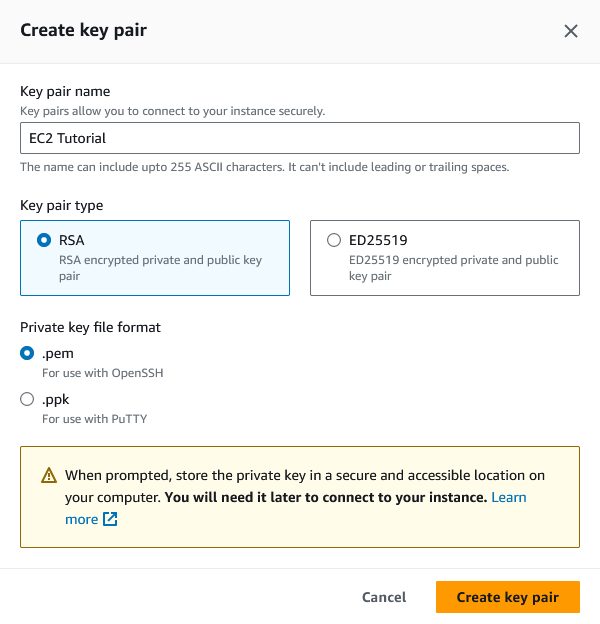 Create key pair
Key pair name
Key pairs allow you to connect to your instance securely.
EC2 Tutorial
The name can include upto 255 ASCII characters. It can't include leading or trailing spaces.
Key pair type
RSA
RSA encrypted private and public key
pair
ED25519
ED25519 encrypted private and public
key pair
Private key file format
.pem
For use with OpenSSH
.ppk
For use with PuTTY
When prompted, store the private key in a secure and accessible location on
your computer. You will need it later to connect to your instance. Learn
more
Cancel
Create key pair